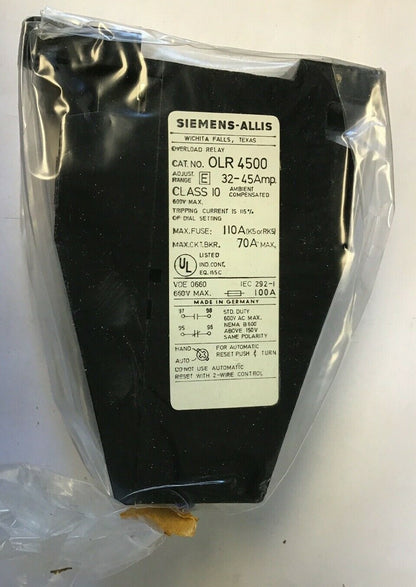 SIEMENS-ALLIS
WICHITA FALLS, TEXAS
OVERLOAD RELAY
CAT. NO. OLR 4500
ADJUST. RANGE E 32-45Amp.
CLASS 10 AMBIENT COMPENSATED
600V MAX.
TRIPPING CURRENT IS 115%
OF DIAL SETTING
MAX. FUSE: 110A (K5 or RK5)
MAX. CKT. BKR. 70A MAX.
UL LISTED
IND. CONT.
EQ. 155C
VDE 0660 IEC 292-1
660V MAX. 100A
MADE IN GERMANY
97 98 STD. DUTY
600V AC MAX.
95 96 NEMA B600
ABOVE 150V
SAME POLARITY
HAND FOR AUTOMATIC
AUTO RESET PUSH & TURN
DO NOT USE AUTOMATIC
RESET WITH 2-WIRE CONTROL